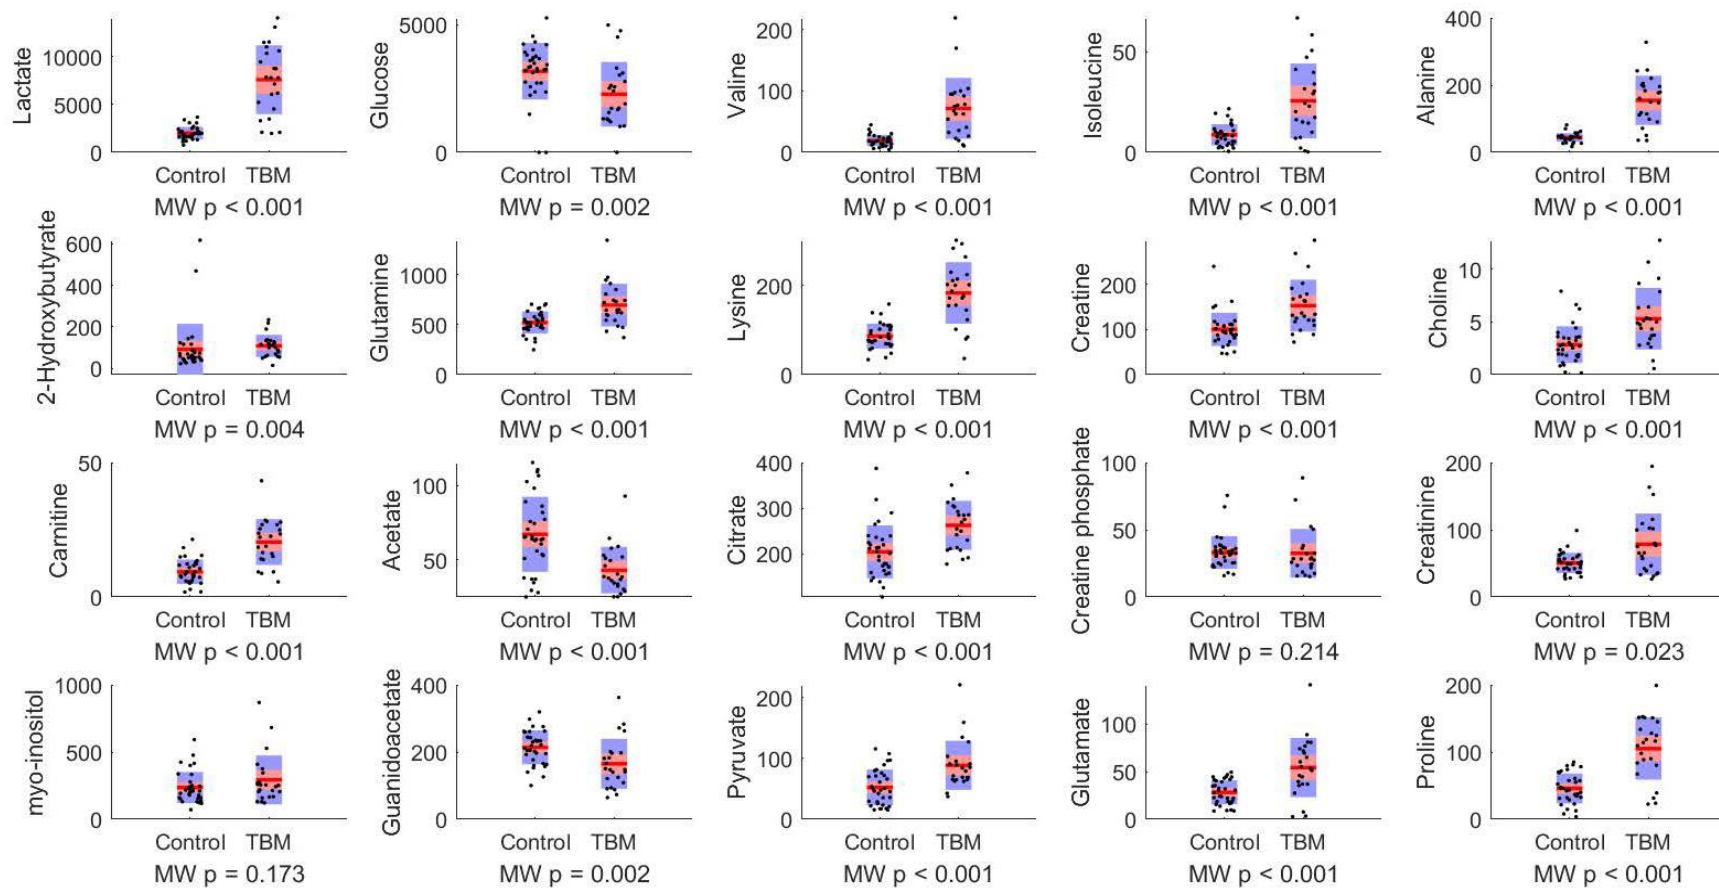 Lactate
10000
5000
0
Control TBM
MW p < 0.001
Glucose
5000
0
Control TBM
MW p = 0.002
Valine
200
100
0
Control TBM
MW p < 0.001
Isoleucine
50
0
Control TBM
MW p < 0.001
Alanine
400
200
0
Control TBM
MW p < 0.001
2-Hydroxybutyrate
600
400
200
0
Control TBM
MW p = 0.004
Glutamine
1000
500
0
Control TBM
MW p < 0.001
Lysine
200
0
Control TBM
MW p < 0.001
Creatine
200
100
0
Control TBM
MW p < 0.001
Choline
10
5
0
Control TBM
MW p < 0.001
Carnitine
50
0
Control TBM
MW p < 0.001
Acetate
100
50
Control TBM
MW p < 0.001
Citrate
400
300
200
Control TBM
MW p < 0.001
Creatine phosphate
100
50
0
Control TBM
MW p = 0.214
Creatinine
200
100
0
Control TBM
MW p = 0.023
myo-inositol
1000
500
0
Control TBM
MW p = 0.173
Guanidoacetate
400
200
0
Control TBM
MW p = 0.002
Pyruvate
200
100
0
Control TBM
MW p < 0.001
Glutamate
100
50
0
Control TBM
MW p < 0.001
Proline
200
100
0
Control TBM
MW p < 0.001